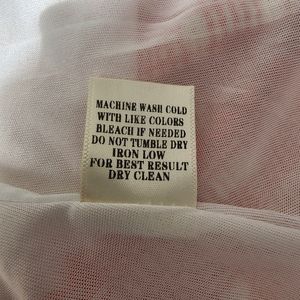 MACHINE WASH COLD
WITH LIKE COLORS
BLEACH IF NEEDED
DO NOT TUMBLE DRY
IRON LOW
FOR BEST RESULT
DRY CLEAN